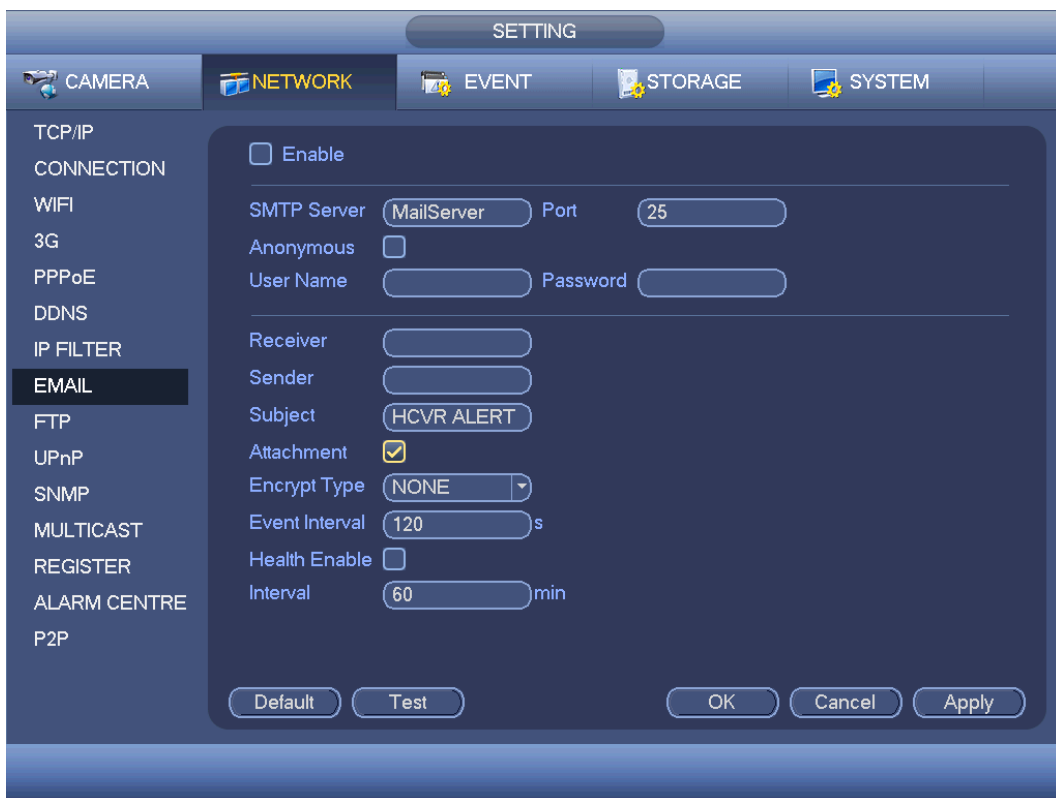 SETTING
CAMERA NETWORK EVENT STORAGE SYSTEM
TCP/IP
CONNECTION
WIFI
3G
PPPoE
DDNS
IP FILTER
EMAIL
FTP
UPnP
SNMP
MULTICAST
REGISTER
ALARM CENTRE
P2P
Enable
SMTP Server MailServer Port 25
Anonymous
User Name Password
Receiver
Sender
Subject HCVR ALERT
Attachment
Encrypt Type NONE
Event Interval 120 s
Health Enable
Interval 60 min
Default Test OK Cancel Apply